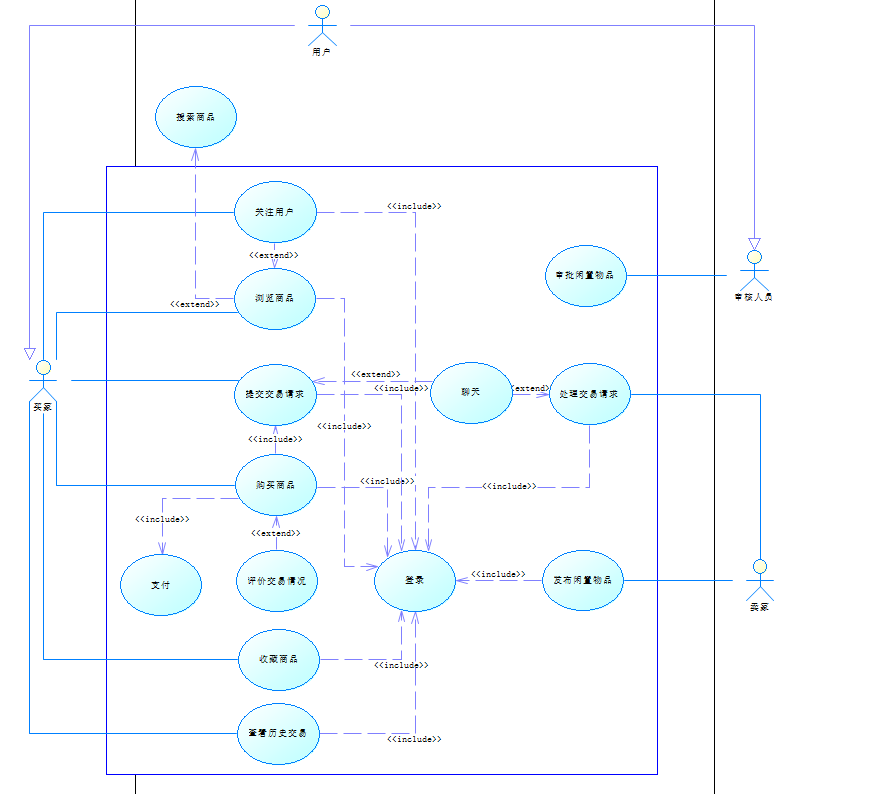 用户
搜索商品
<<include>>
关注用户
<<extend>>
审批闲置物品
浏览商品
审核人员
<<extend>>
<<extend>>
<<include>>
提交交易请求
聊天
<<extend>
处理交易请求
买家
<<include>>
<<include>>
<<include>>
购买商品
<<include>>
<<include>>
<<extend>>
支付
评价交易情况
登录
<<include>>
发布闲置物品
卖家
收藏商品
<<include>>
查看历史交易
<<include>>